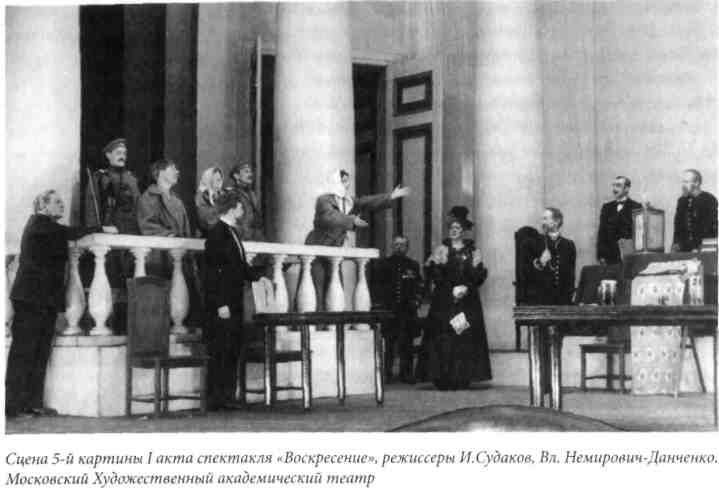 Сцена 5-й картины I акта спектакля «Воскресение», режиссеры И.Судаков, Вл. Немирович-Данченко.
Московский Художественный академический театр